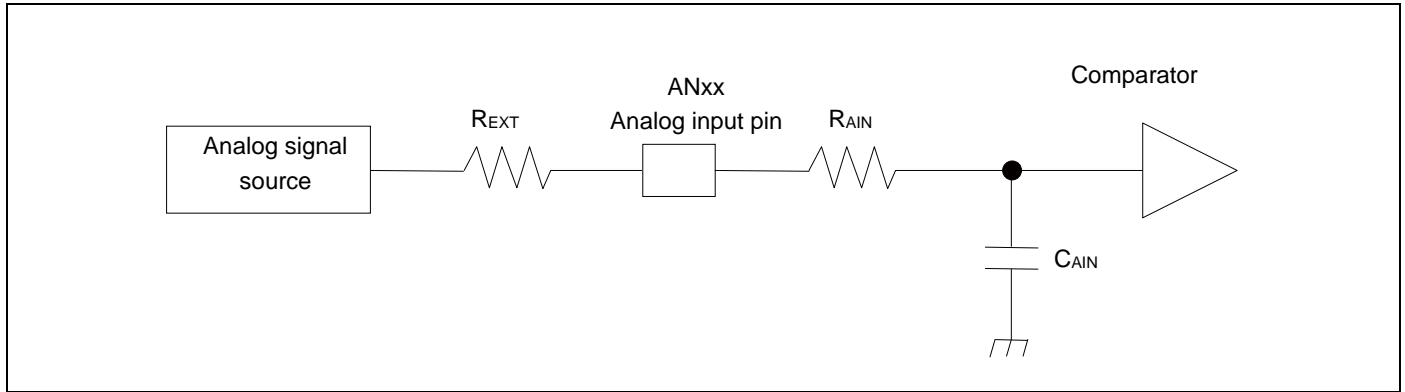 Comparator
ANxx
Analog input pin
REXT
RAIN
Analog signal
source
CAIN